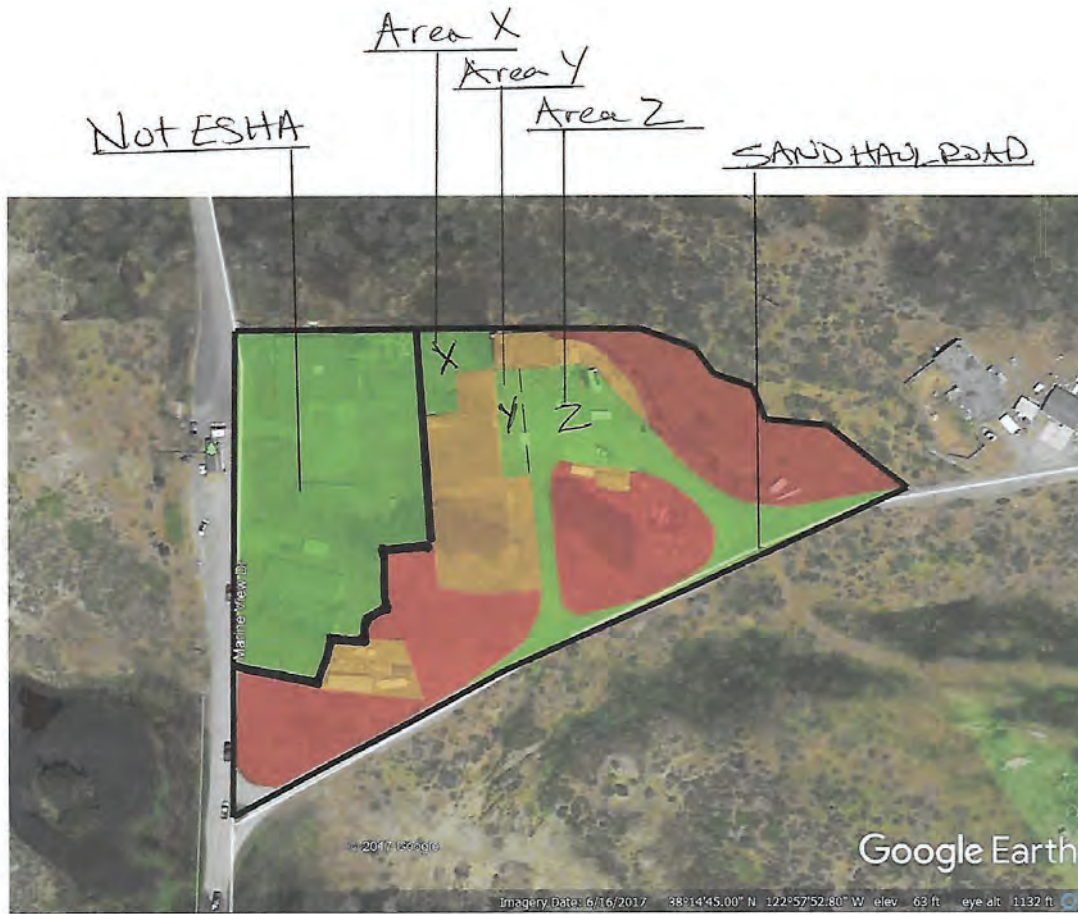 Area X
Area Y
Area Z
Not ESHA
SAND HAUL ROAD
X
Y
Z
Marine View Dr
© 2017 Google
Google Earth
Imagery Date: 6/16/2017 38°14'45.00" N 122°57'52.80" W elev 63 ft eye alt 1132 ft